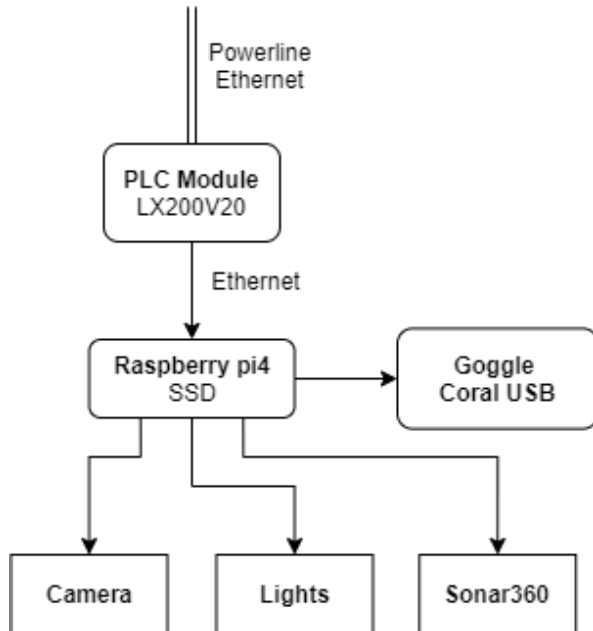 Powerline
Ethernet
PLC Module
LX200V20
Ethernet
Raspberry pi4
SSD
Goggle
Coral USB
Camera
Lights
Sonar360